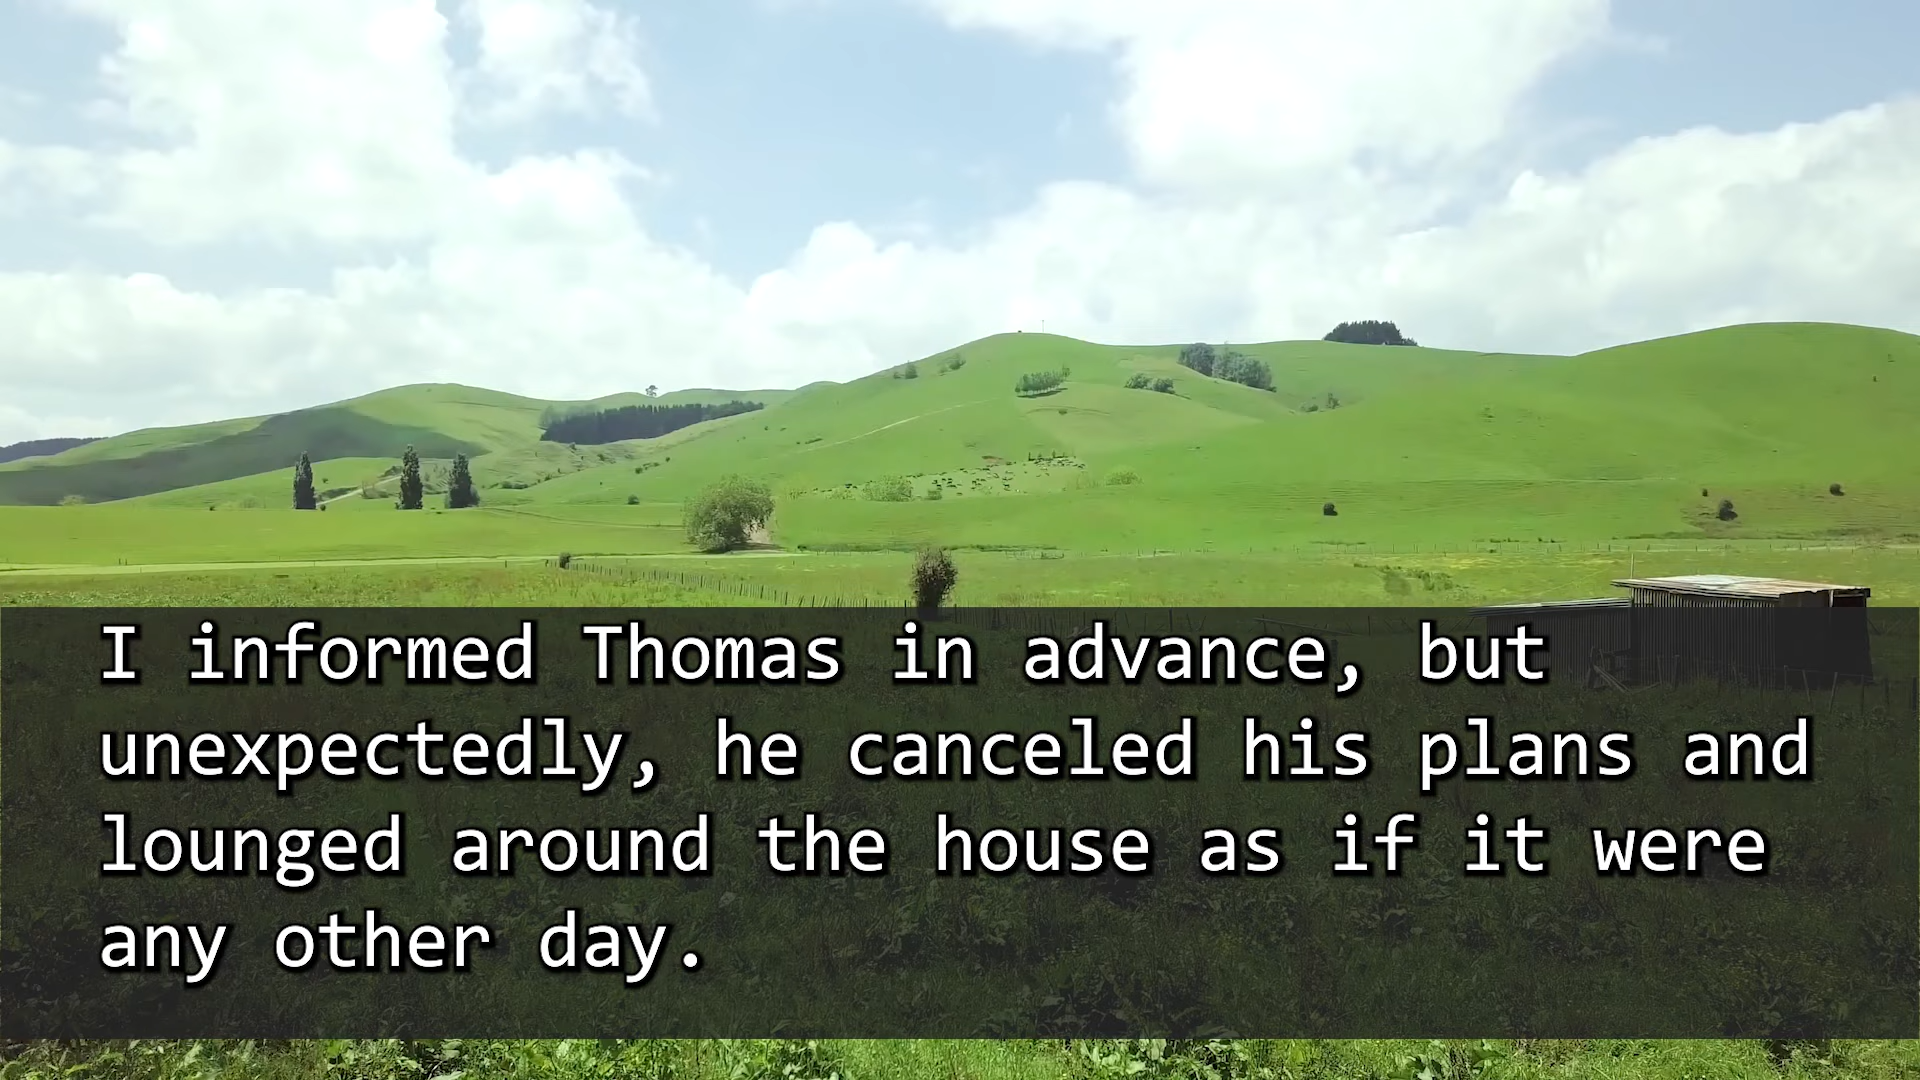 I informed Thomas in advance, but
unexpectedly, he canceled his plans and
lounged around the house as if it were
any other day.